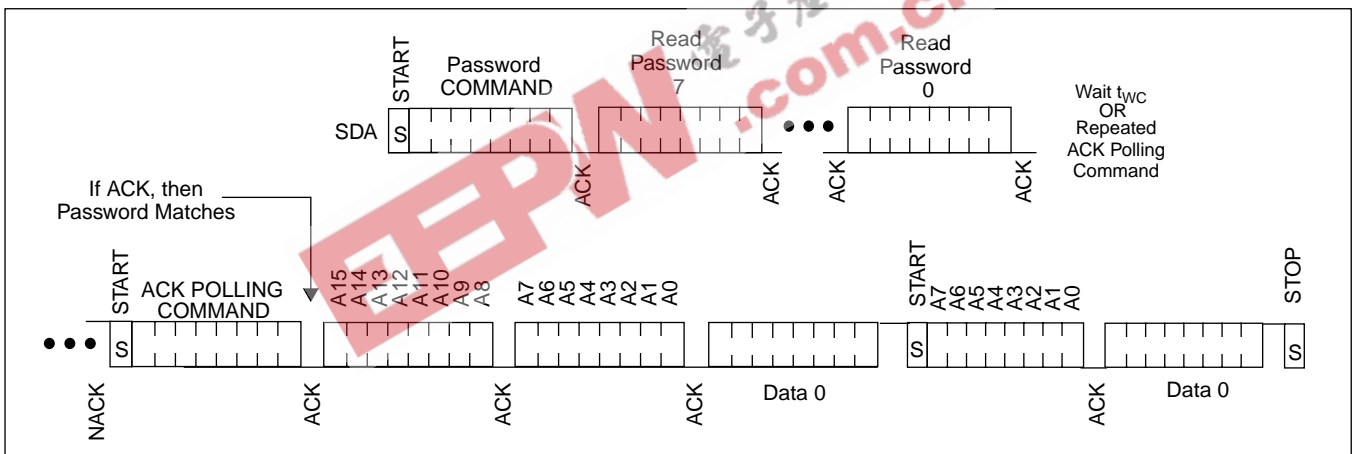 START
Password
COMMAND
Read
Password
7
Read
Password
0
Wait tWC
OR
Repeated
ACK Polling
Command
SDA
S
ACK
ACK
ACK
ACK
If ACK, then
Password Matches
START
ACK POLLING
COMMAND
A15
A14
A13
A12
A11
A10
A9
A8
A7
A6
A5
A4
A3
A2
A1
A0
START
A7
A6
A5
A4
A3
A2
A1
A0
STOP
S
S
S
NACK
ACK
ACK
ACK
Data 0
ACK
Data 0
EEPW
.com.c